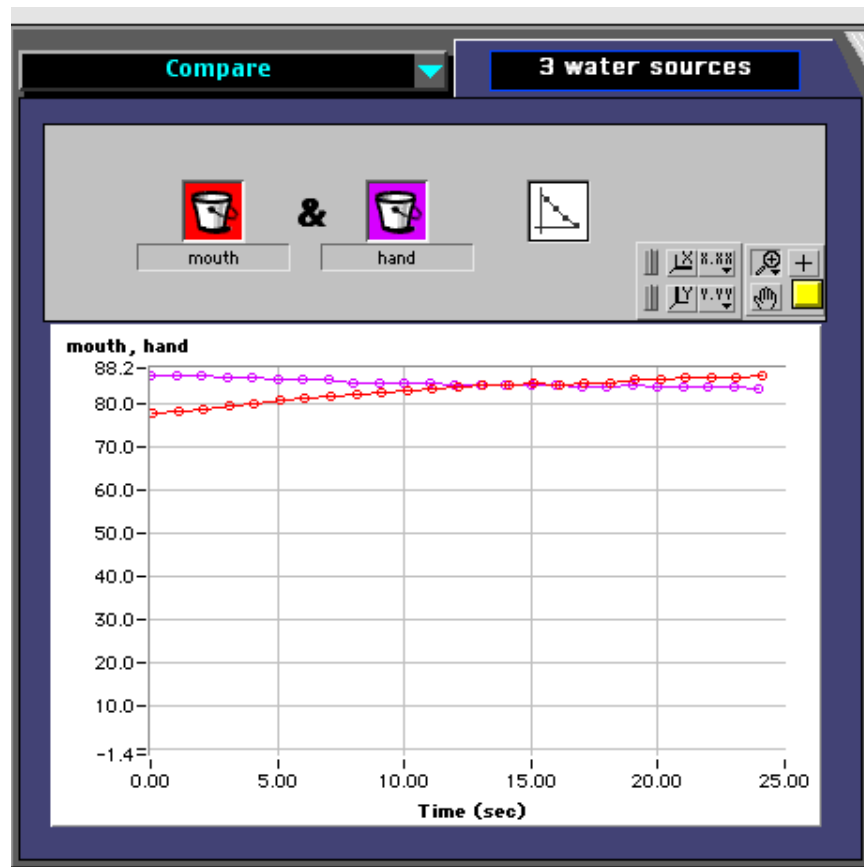 Compare
3 water sources
&
mouth
hand
X
X.XX
+
Y
Y.YY
mouth, hand
88.2
80.0
70.0
60.0
50.0
40.0
30.0
20.0
10.0
-1.4
0.00 5.00 10.00 15.00 20.00 25.00
Time (sec)